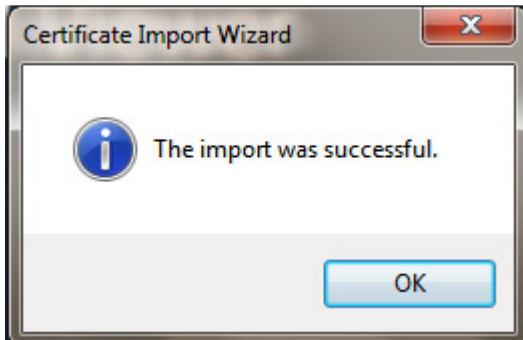 Certificate Import Wizard
The import was successful.
OK